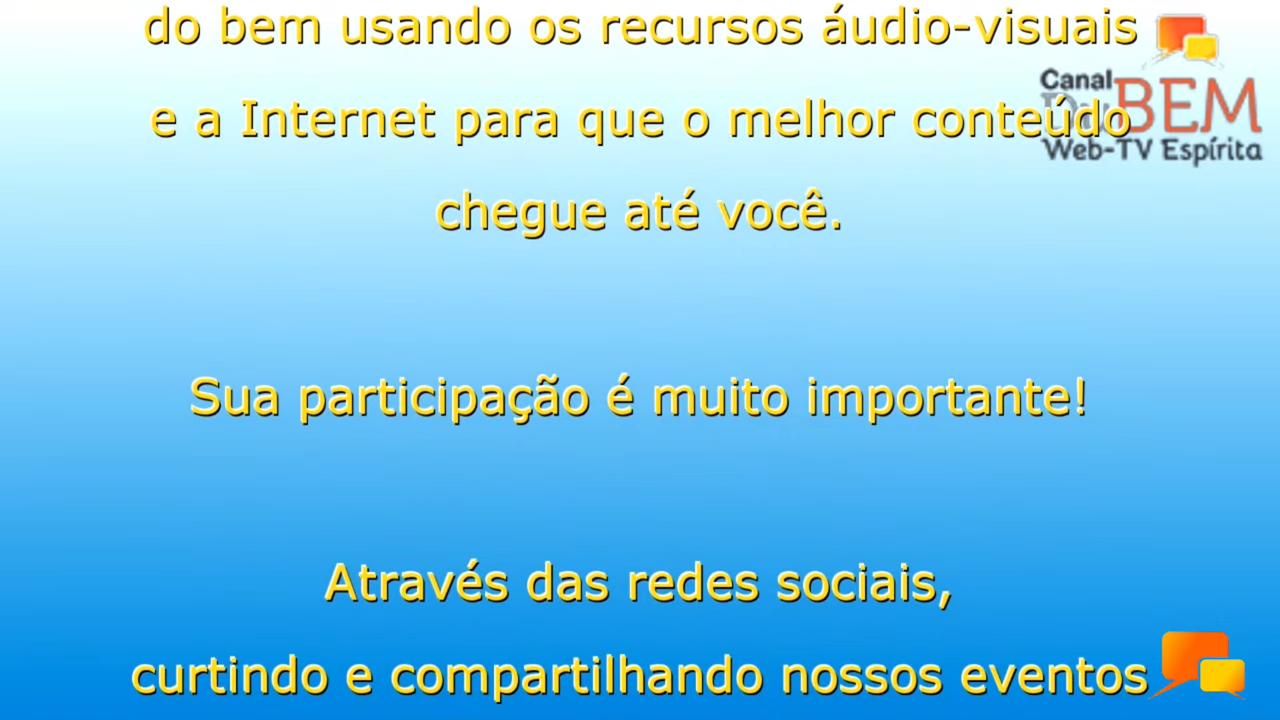 do bem usando os recursos áudio-visuais
e a Internet para que o melhor conteúdo
chegue até você.
Sua participação é muito importante!
Através das redes sociais,
curtindo e compartilhando nossos eventos
Canal
Do BEM
Web-TV Espírita